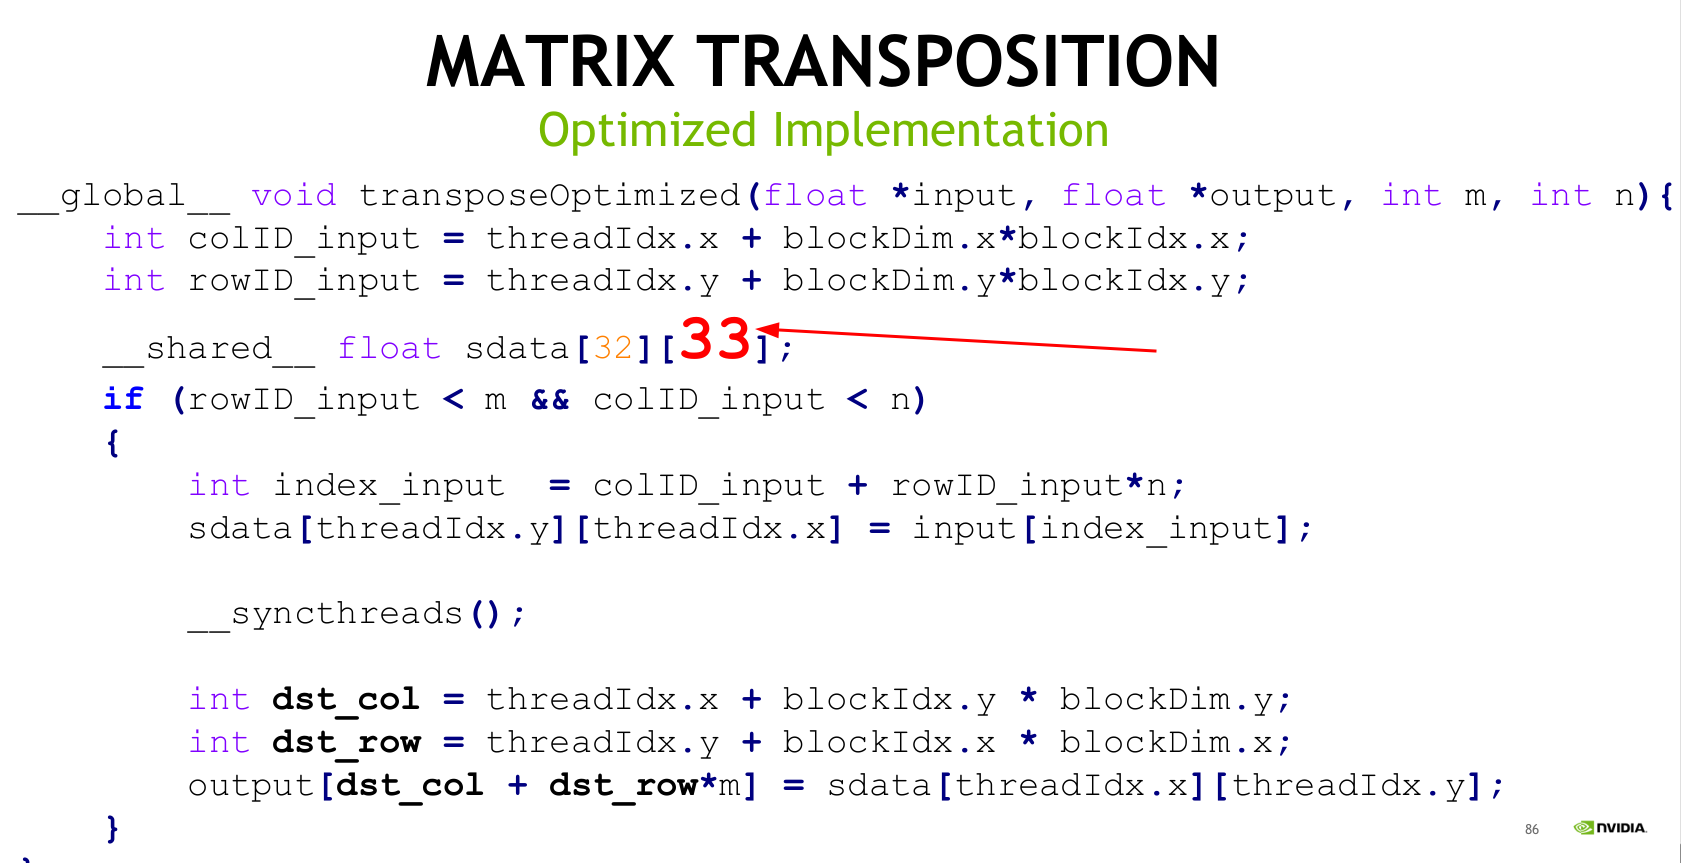 MATRIX TRANSPOSITION
Optimized Implementation
__global__ void transposeOptimized(float *input, float *output, int m, int n){
    int colID_input = threadIdx.x + blockDim.x*blockIdx.x;
    int rowID_input = threadIdx.y + blockDim.y*blockIdx.y;
    __shared__ float sdata[32][33];
    if (rowID_input < m && colID_input < n)
    {
        int index_input  = colID_input + rowID_input*n;
        sdata[threadIdx.y][threadIdx.x] = input[index_input];
        __syncthreads();
        int dst_col = threadIdx.x + blockIdx.y * blockDim.y;
        int dst_row = threadIdx.y + blockIdx.x * blockDim.x;
        output[dst_col + dst_row*m] = sdata[threadIdx.x][threadIdx.y];
    }
86 NVIDIA.